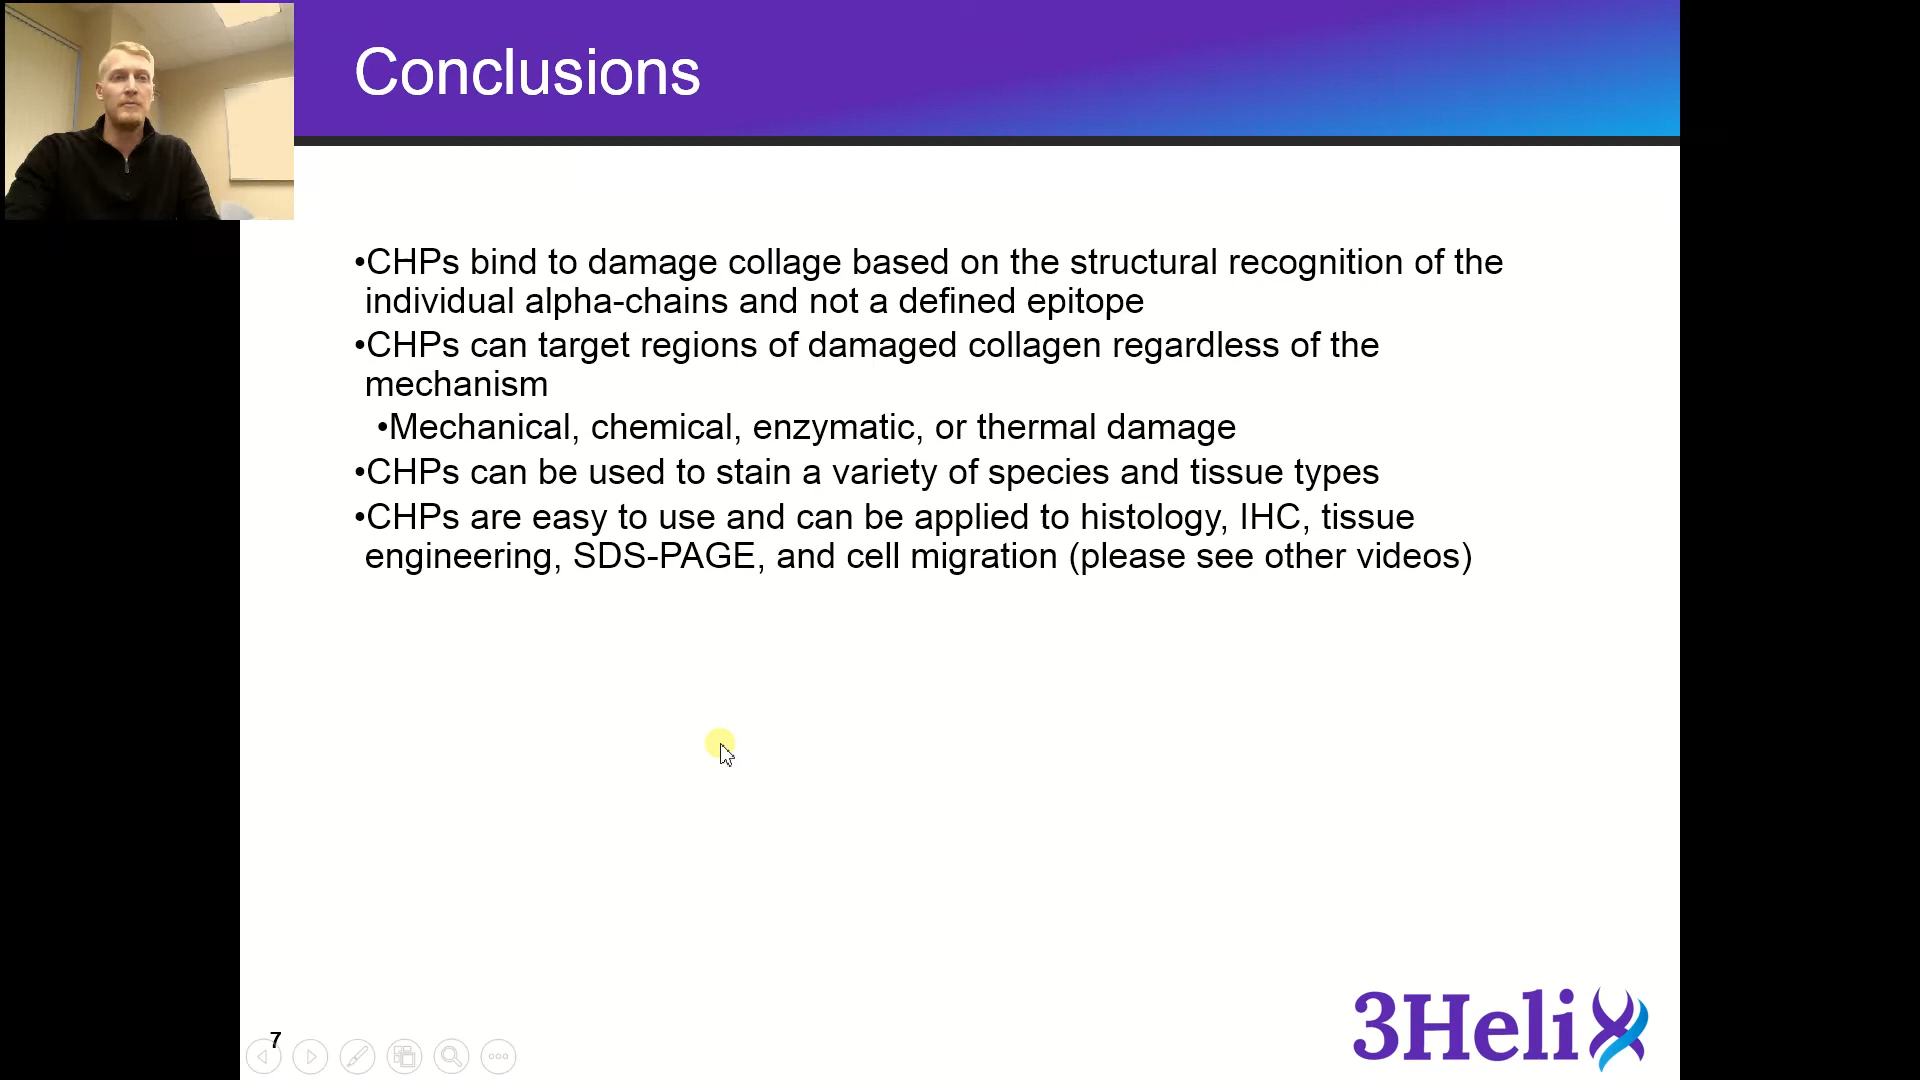 Conclusions
•CHPs bind to damage collage based on the structural recognition of the
individual alpha-chains and not a defined epitope
•CHPs can target regions of damaged collagen regardless of the
mechanism
•Mechanical, chemical, enzymatic, or thermal damage
•CHPs can be used to stain a variety of species and tissue types
•CHPs are easy to use and can be applied to histology, IHC, tissue
engineering, SDS-PAGE, and cell migration (please see other videos)
7
3Helix